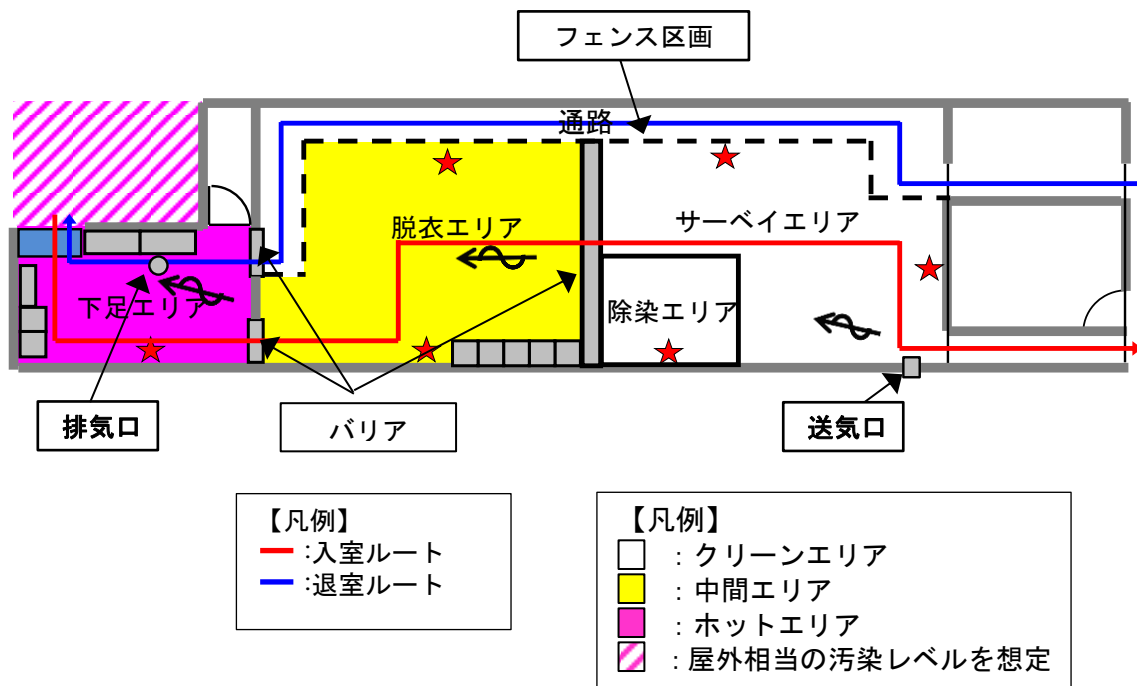 フェンス区画
通路
脱衣エリア
サーベイエリア
下足エリア
除染エリア
排気口
バリア
送気口
【凡例】
:入室ルート
:退室ルート
【凡例】
:クリーンエリア
:中間エリア
:ホットエリア
:屋外相当の汚染レベルを想定